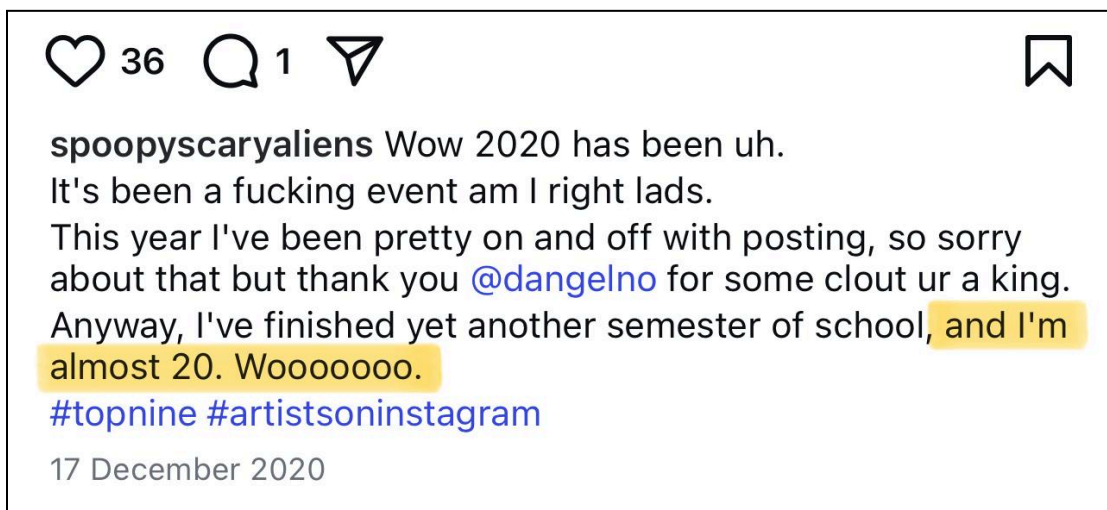 36 1
spoopyscaryaliens Wow 2020 has been uh.
It's been a fucking event am I right lads.
This year I've been pretty on and off with posting, so sorry
about that but thank you @dangelno for some clout ur a king.
Anyway, I've finished yet another semester of school, and I'm
almost 20. Wooooooo.
#topnine #artistsoninstagram
17 December 2020